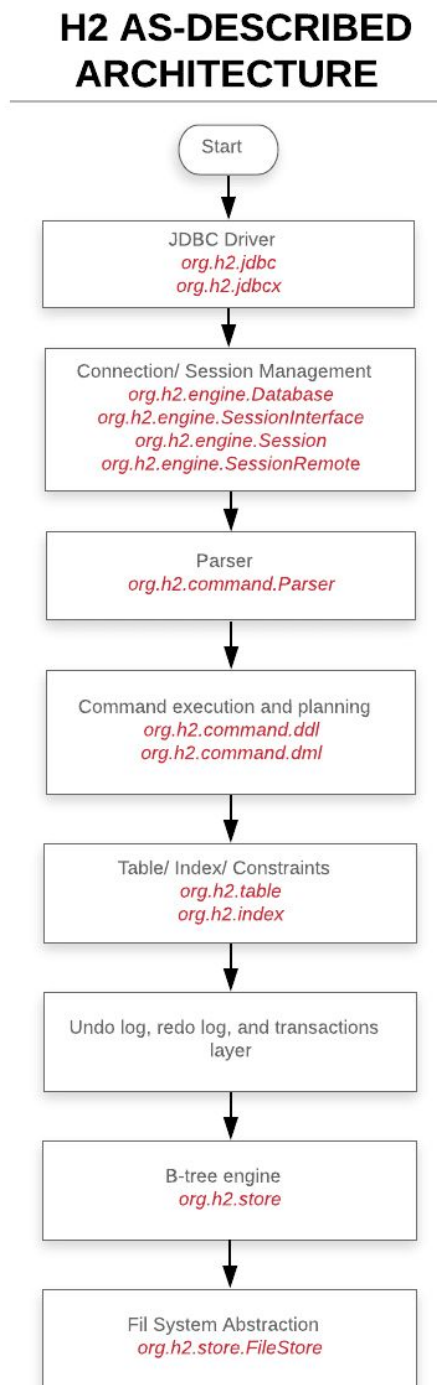 H2 AS-DESCRIBED
ARCHITECTURE
Start
JDBC Driver
org.h2.jdbc
org.h2.jdbcx
Connection/ Session Management
org.h2.engine.Database
org.h2.engine.SessionInterface
org.h2.engine.Session
org.h2.engine.SessionRemote
Parser
org.h2.command.Parser
Command execution and planning
org.h2.command.ddl
org.h2.command.dml
Table/ Index/ Constraints
org.h2.table
org.h2.index
Undo log, redo log, and transactions
layer
B-tree engine
org.h2.store
Fil System Abstraction
org.h2.store.FileStore